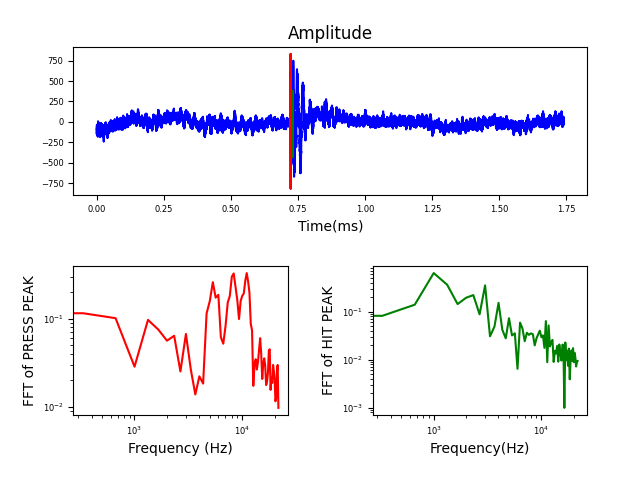 Amplitude
750
500
250
0
−250
−500
−750
0.00 0.25 0.50 0.75 1.00 1.25 1.50 1.75
Time(ms)
FFT of PRESS PEAK
10⁻¹
10⁻²
10³ 10⁴
Frequency (Hz)
FFT of HIT PEAK
10⁻¹
10⁻²
10⁻³
10³ 10⁴
Frequency(Hz)